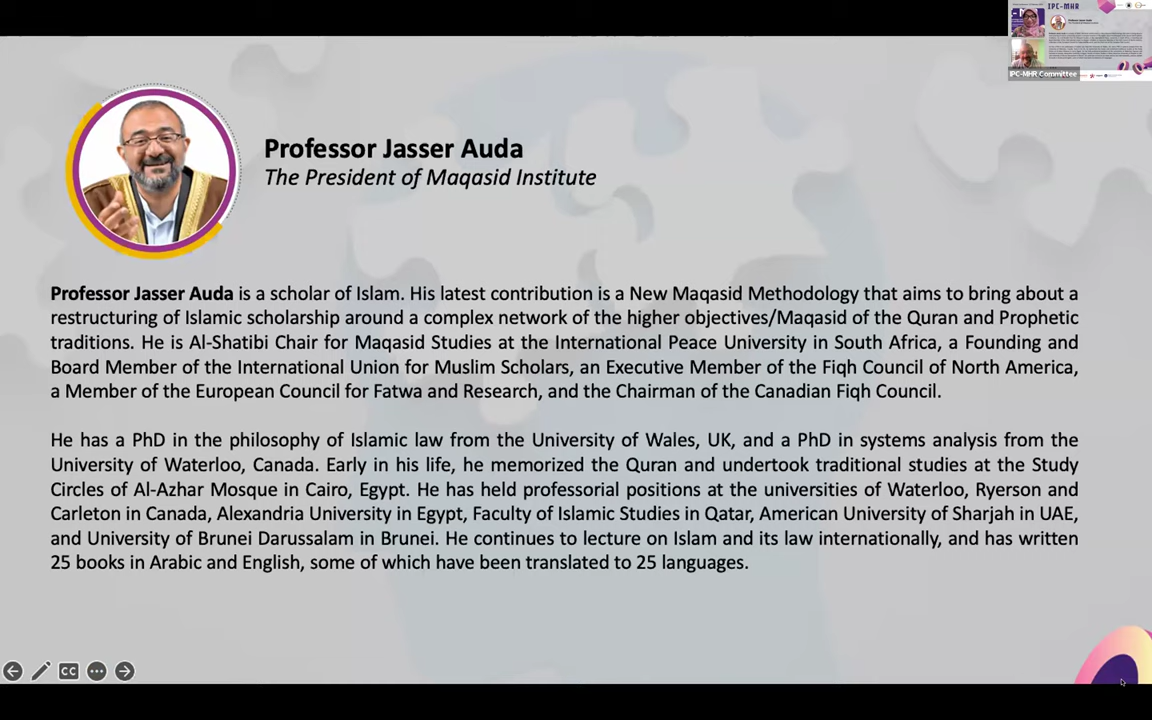 IPC-MHR
IPC-MHR Committee
Professor Jasser Auda
The President of Maqasid Institute
Professor Jasser Auda is a scholar of Islam. His latest contribution is a New Maqasid Methodology that aims to bring about a
restructuring of Islamic scholarship around a complex network of the higher objectives/Maqasid of the Quran and Prophetic
traditions. He is Al-Shatibi Chair for Maqasid Studies at the International Peace University in South Africa, a Founding and
Board Member of the International Union for Muslim Scholars, an Executive Member of the Fiqh Council of North America,
a Member of the European Council for Fatwa and Research, and the Chairman of the Canadian Fiqh Council.
He has a PhD in the philosophy of Islamic law from the University of Wales, UK, and a PhD in systems analysis from the
University of Waterloo, Canada. Early in his life, he memorized the Quran and undertook traditional studies at the Study
Circles of Al-Azhar Mosque in Cairo, Egypt. He has held professorial positions at the universities of Waterloo, Ryerson and
Carleton in Canada, Alexandria University in Egypt, Faculty of Islamic Studies in Qatar, American University of Sharjah in UAE,
and University of Brunei Darussalam in Brunei. He continues to lecture on Islam and its law internationally, and has written
25 books in Arabic and English, some of which have been translated to 25 languages.
CC